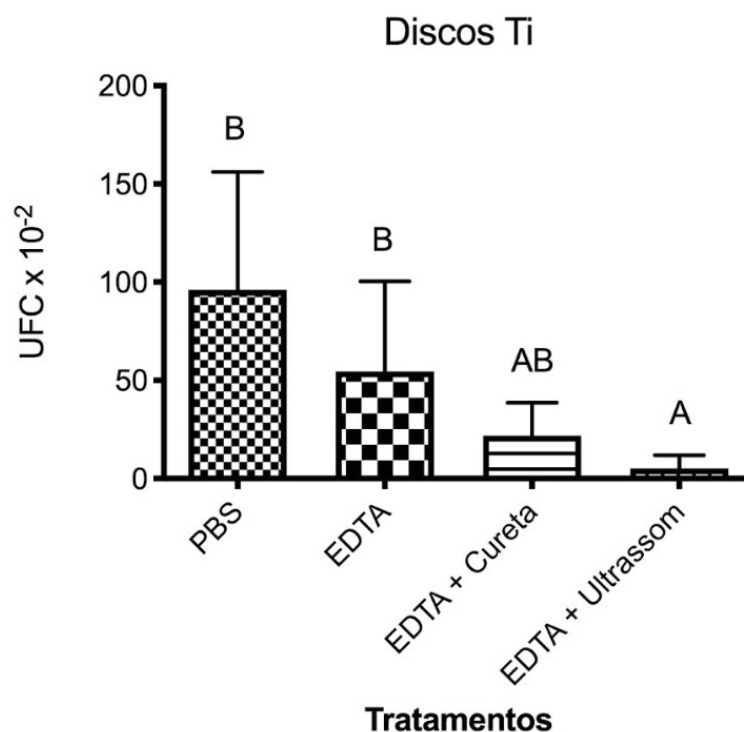 Discos Ti
UFC x 10⁻²
200
150
100
50
0
B
B
AB
A
PBS
EDTA
EDTA + Cureta
EDTA + Ultrassom
Tratamentos